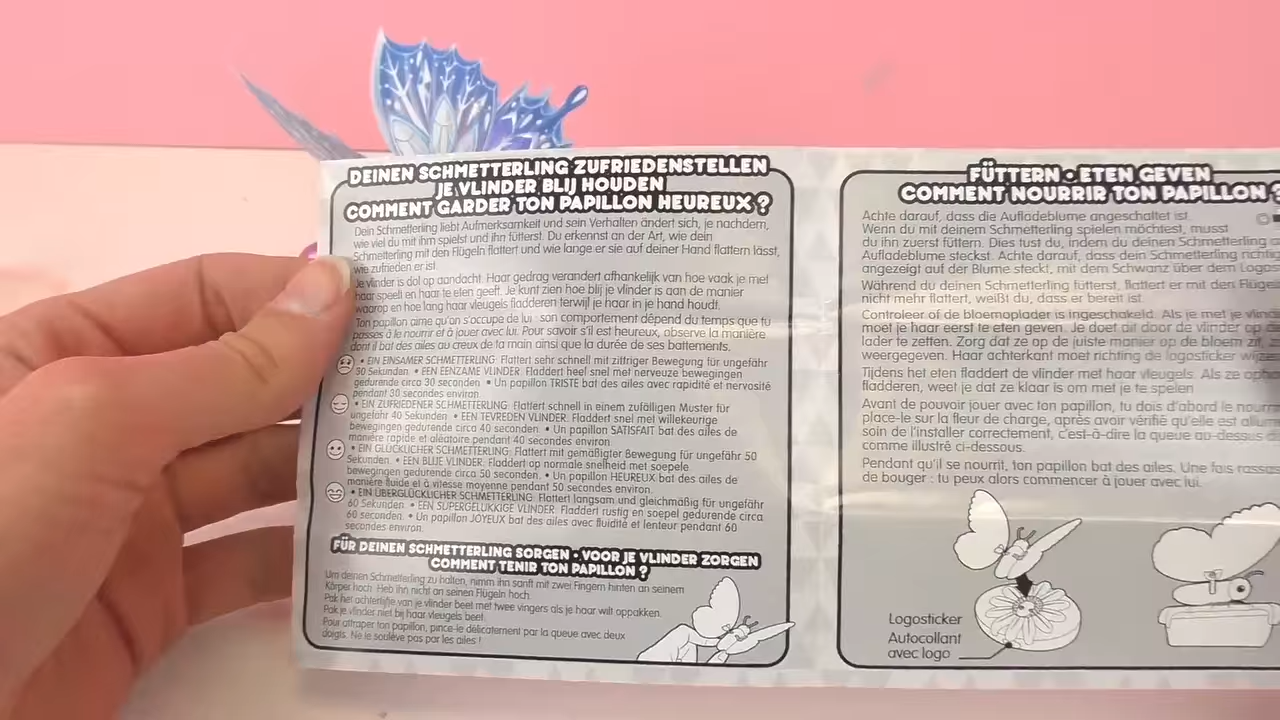 DEINEN SCHMETTERLING ZUFRIEDENSTELLEN
JE VLINDER BLIJ HOUDEN
COMMENT GARDER TON PAPILLON HEUREUX ?
Dein Schmetterling liebt Aufmerksamkeit und sein Verhalten ändert sich, je nachdem,
wie viel du mit ihm spielst und ihn fütterst. Du erkennst an der Art, wie dein
Schmetterling mit den Flügeln flattert und wie lange er sie auf deiner Hand flattern lässt,
wie zufrieden er ist.
Je vlinder is dol op aandacht. Haar gedrag verandert afhankelijk van hoe vaak je met
haar speelt en haar te eten geeft. Je kunt zien hoe blij je vlinder is aan de manier
waarop en hoe lang haar vleugels fladderen terwijl je haar in je hand houdt.
Ton papillon aime qu'on s'occupe de lui : son comportement dépend du temps que tu
passes à le nourrir et à jouer avec lui. Pour savoir s'il est heureux, observe la manière
dont il bat des ailes au creux de ta main ainsi que la durée de ses battements.
• EIN EINSAMER SCHMETTERLING: Flattert sehr schnell mit zittriger Bewegung für ungefähr
30 Sekunden. • EEN EENZAME VLINDER: Fladdert heel snel met nerveuze bewegingen
gedurende circa 30 seconden • Un papillon TRISTE bat des ailes avec rapidité et nervosité
pendant 30 secondes environ.
• EIN ZUFRIEDENER SCHMETTERLING: Flattert schnell in einem zufälligen Muster für
ungefähr 40 Sekunden. • EEN TEVREDEN VLINDER: Fladdert snel met willekeurige
bewegingen gedurende circa 40 seconden. • Un papillon SATISFAIT bat des ailes de
manière rapide et aléatoire pendant 40 secondes environ.
• EIN GLÜCKLICHER SCHMETTERLING: Flattert mit gemäßigter Bewegung für ungefähr 50
Sekunden. • EEN BLIJE VLINDER: Fladdert op normale snelheid met soepele
bewegingen gedurende circa 50 seconden. • Un papillon HEUREUX bat des ailes de
manière fluide et à vitesse moyenne pendant 50 secondes environ.
• EIN ÜBERGLÜCKLICHER SCHMETTERLING: Flattert langsam und gleichmäßig für ungefähr
60 Sekunden. • EEN SUPERGELUKKIGE VLINDER: Fladdert rustig en soepel gedurende circa
60 seconden. • Un papillon JOYEUX bat des ailes avec fluidité et lenteur pendant 60
secondes environ.
FÜR DEINEN SCHMETTERLING SORGEN • VOOR JE VLINDER ZORGEN
COMMENT TENIR TON PAPILLON ?
Um deinen Schmetterling zu halten, nimm ihn sanft mit zwei Fingern hinten an seinem
Körper hoch. Heb ihn nicht an seinen Flügeln hoch.
Pak het achterlijfje van je vlinder beet met twee vingers als je haar wilt oppakken.
Pak je vlinder niet bij haar vleugels beet.
Pour attraper ton papillon, pince-le délicatement par la queue avec deux
doigts. Ne le soulève pas par les ailes !
FÜTTERN • ETEN GEVEN
COMMENT NOURRIR TON PAPILLON ?
Achte darauf, dass die Aufladeblume angeschaltet ist.
Wenn du mit deinem Schmetterling spielen möchtest, musst
du ihn zuerst füttern. Dies tust du, indem du deinen Schmetterling
Aufladeblume steckst. Achte darauf, dass dein Schmetterling richtig
angezeigt auf der Blume steckt, mit dem Schwanz über dem
Während du deinen Schmetterling fütterst, flattert er mit den
nicht mehr flattert, weißt du, dass er bereit ist.
Controleer of de bloemoplader is ingeschakeld. Als je met je
moet je haar eerst te eten geven. Je doet dit door de vlinder op
lader te zetten. Zorg dat ze op de juiste manier op de bloem zit,
weergegeven. Haar achterkant moet richting de logosticker
Tijdens het eten fladdert de vlinder met haar vleugels. Als ze
fladderen, weet je dat ze klaar is om met je te spelen
Avant de pouvoir jouer avec ton papillon, tu dois d'abord le
place-le sur la fleur de charge, après avoir vérifié qu'elle est
soin de l'installer correctement, c'est-à-dire la queue au-dessus
comme illustré ci-dessous.
Pendant qu'il se nourrit, ton papillon bat des ailes. Une fois
de bouger : tu peux alors commencer à jouer avec lui.
Logosticker
Autocollant
avec logo